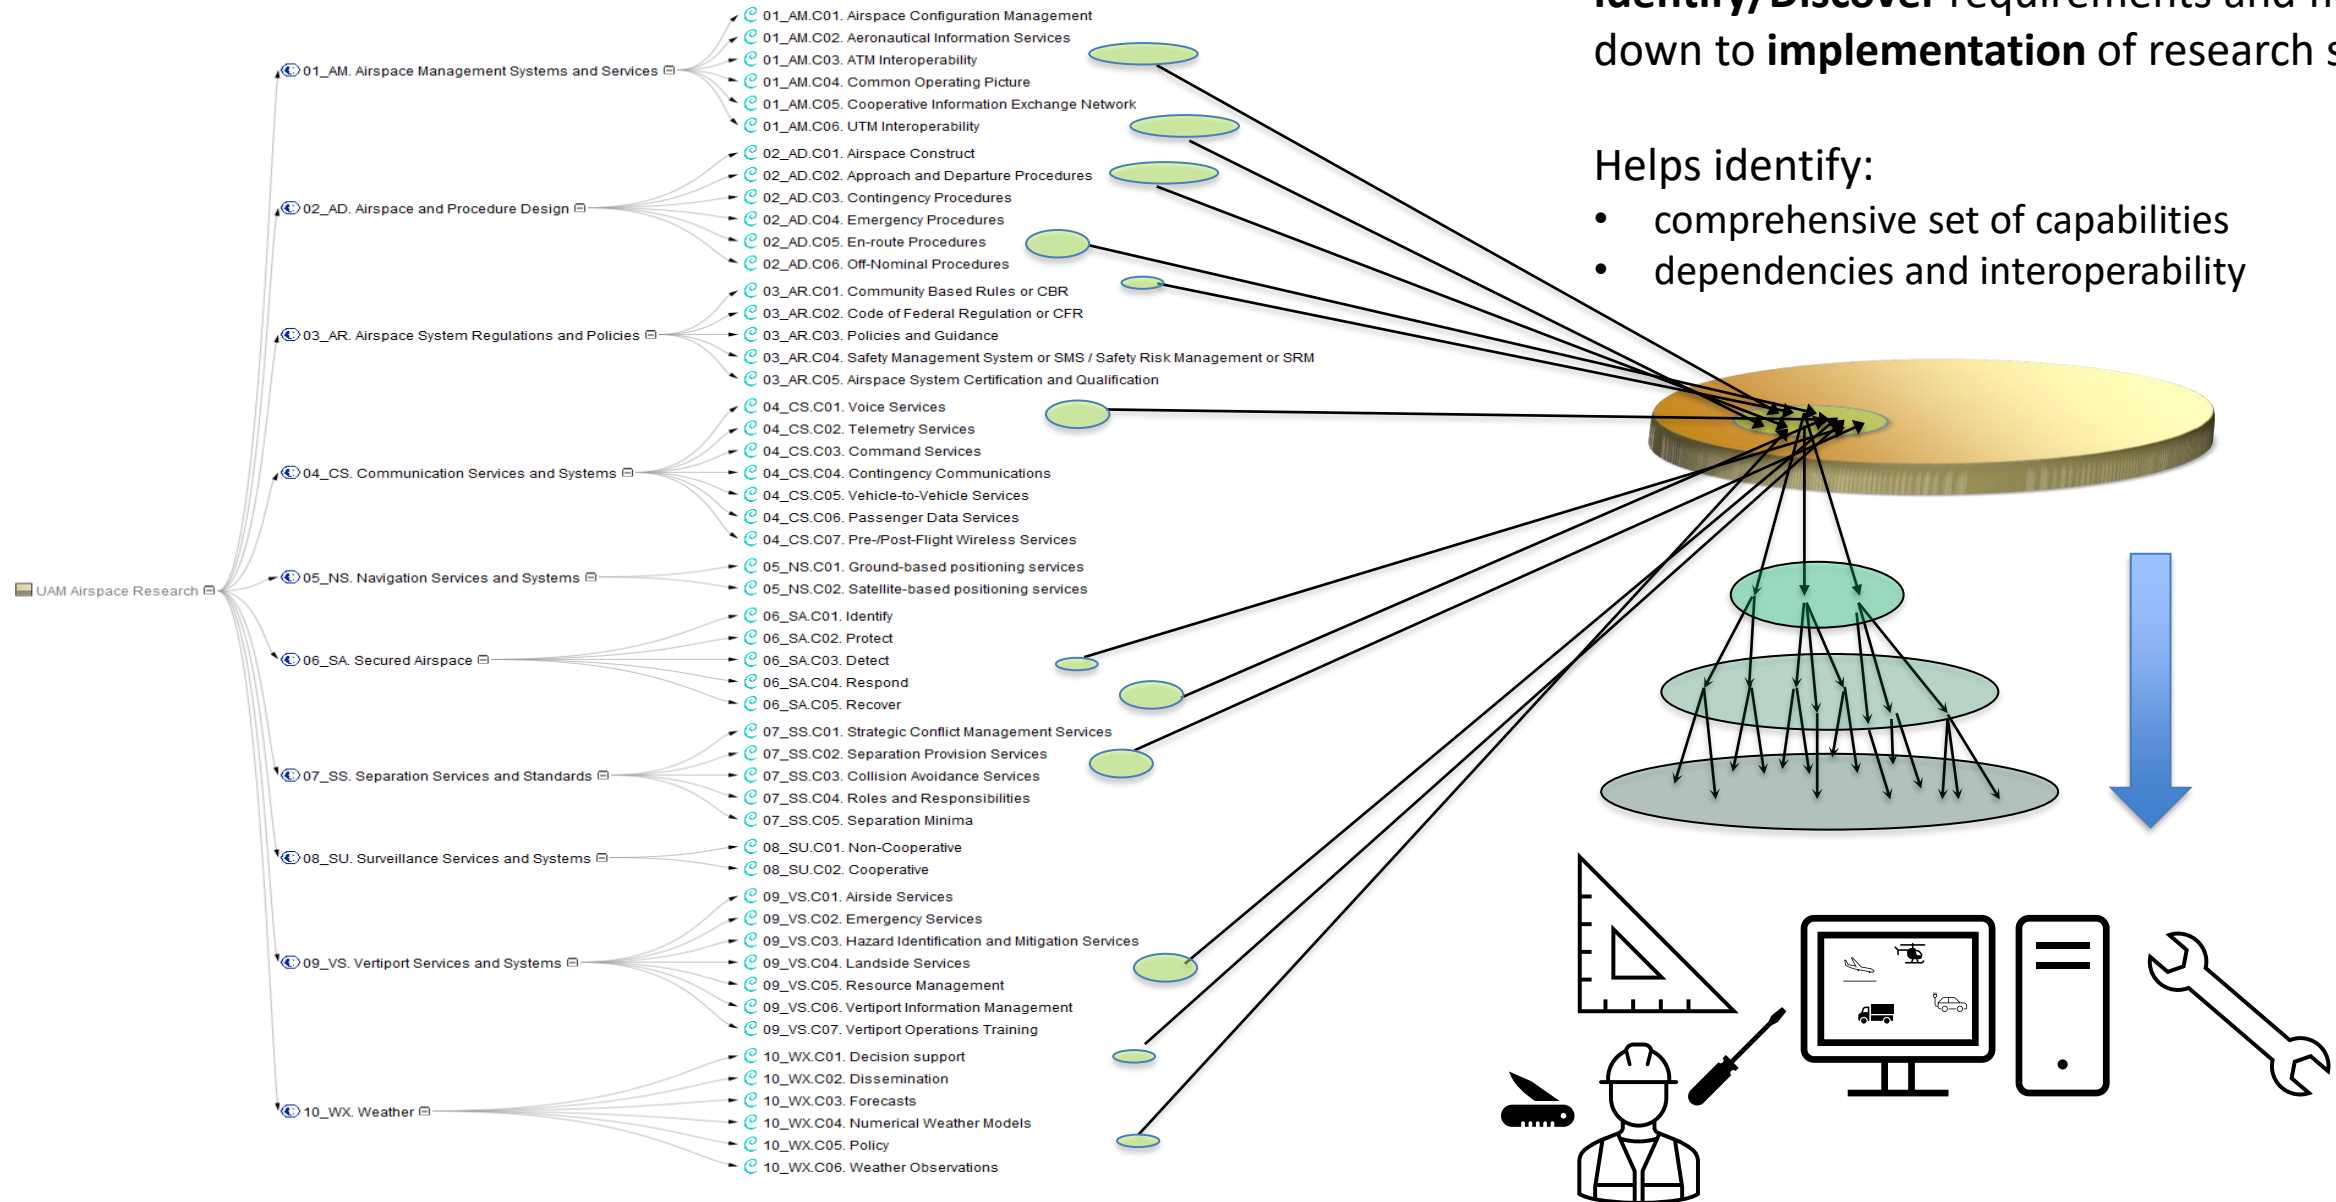 UAM Airspace Research
01_AM. Airspace Management Systems and Services
01_AM.C01. Airspace Configuration Management
01_AM.C02. Aeronautical Information Services
01_AM.C03. ATM Interoperability
01_AM.C04. Common Operating Picture
01_AM.C05. Cooperative Information Exchange Network
01_AM.C06. UTM Interoperability
02_AD. Airspace and Procedure Design
02_AD.C01. Airspace Construct
02_AD.C02. Approach and Departure Procedures
02_AD.C03. Contingency Procedures
02_AD.C04. Emergency Procedures
02_AD.C05. En-route Procedures
02_AD.C06. Off-Nominal Procedures
03_AR. Airspace System Regulations and Policies
03_AR.C01. Community Based Rules or CBR
03_AR.C02. Code of Federal Regulation or CFR
03_AR.C03. Policies and Guidance
03_AR.C04. Safety Management System or SMS / Safety Risk Management or SRM
03_AR.C05. Airspace System Certification and Qualification
04_CS. Communication Services and Systems
04_CS.C01. Voice Services
04_CS.C02. Telemetry Services
04_CS.C03. Command Services
04_CS.C04. Contingency Communications
04_CS.C05. Vehicle-to-Vehicle Services
04_CS.C06. Passenger Data Services
04_CS.C07. Pre-/Post-Flight Wireless Services
05_NS. Navigation Services and Systems
05_NS.C01. Ground-based positioning services
05_NS.C02. Satellite-based positioning services
06_SA. Secured Airspace
06_SA.C01. Identify
06_SA.C02. Protect
06_SA.C03. Detect
06_SA.C04. Respond
06_SA.C05. Recover
07_SS. Separation Services and Standards
07_SS.C01. Strategic Conflict Management Services
07_SS.C02. Separation Provision Services
07_SS.C03. Collision Avoidance Services
07_SS.C04. Roles and Responsibilities
07_SS.C05. Separation Minima
08_SU. Surveillance Services and Systems
08_SU.C01. Non-Cooperative
08_SU.C02. Cooperative
09_VS. Vertiport Services and Systems
09_VS.C01. Airside Services
09_VS.C02. Emergency Services
09_VS.C03. Hazard Identification and Mitigation Services
09_VS.C04. Landside Services
09_VS.C05. Resource Management
09_VS.C06. Vertiport Information Management
09_VS.C07. Vertiport Operations Training
10_WX. Weather
10_WX.C01. Decision support
10_WX.C02. Dissemination
10_WX.C03. Forecasts
10_WX.C04. Numerical Weather Models
10_WX.C05. Policy
10_WX.C06. Weather Observations
Identify/Discover requirements and
down to implementation of research
Helps identify:
• comprehensive set of capabilities
• dependencies and interoperability